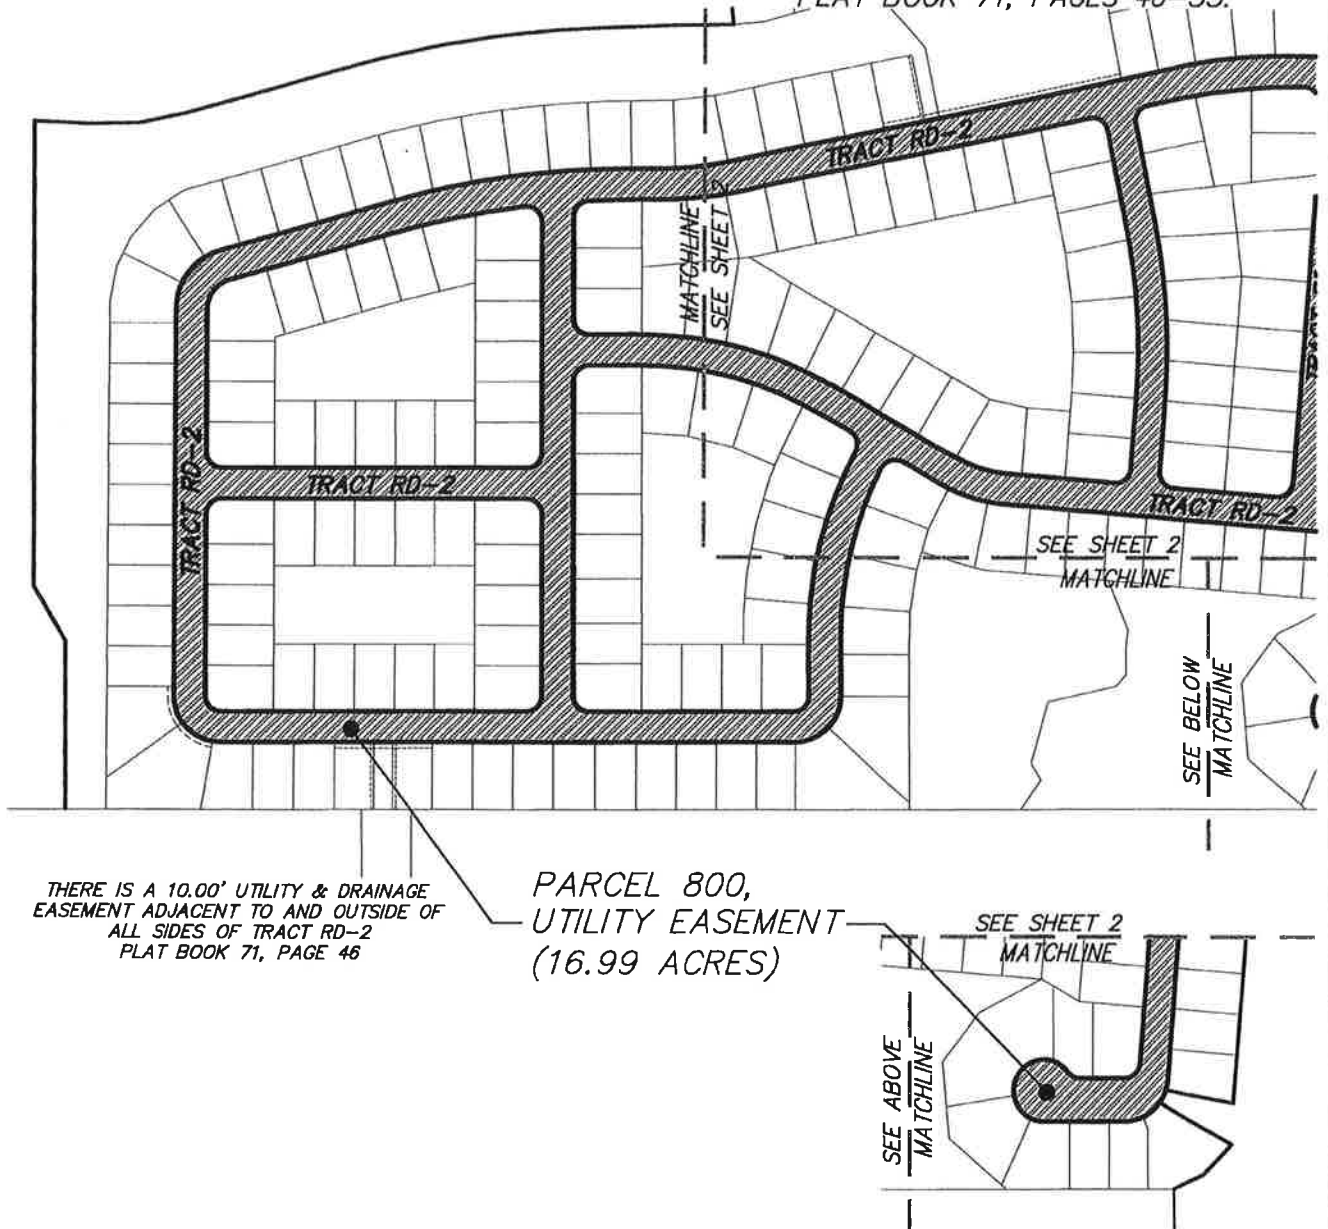 PLAT BOOK 71, PAGES 46-55.
TRACT RD-2
MATCHLINE
SEE SHEET 2
TRACT RD-2
TRACT RD-2
TRACT RD-2
SEE SHEET 2
MATCHLINE
SEE BELOW
MATCHLINE
THERE IS A 10.00' UTILITY & DRAINAGE
EASEMENT ADJACENT TO AND OUTSIDE OF
ALL SIDES OF TRACT RD-2
PLAT BOOK 71, PAGE 46
PARCEL 800,
UTILITY EASEMENT
(16.99 ACRES)
SEE SHEET 2
MATCHLINE
SEE ABOVE
MATCHLINE